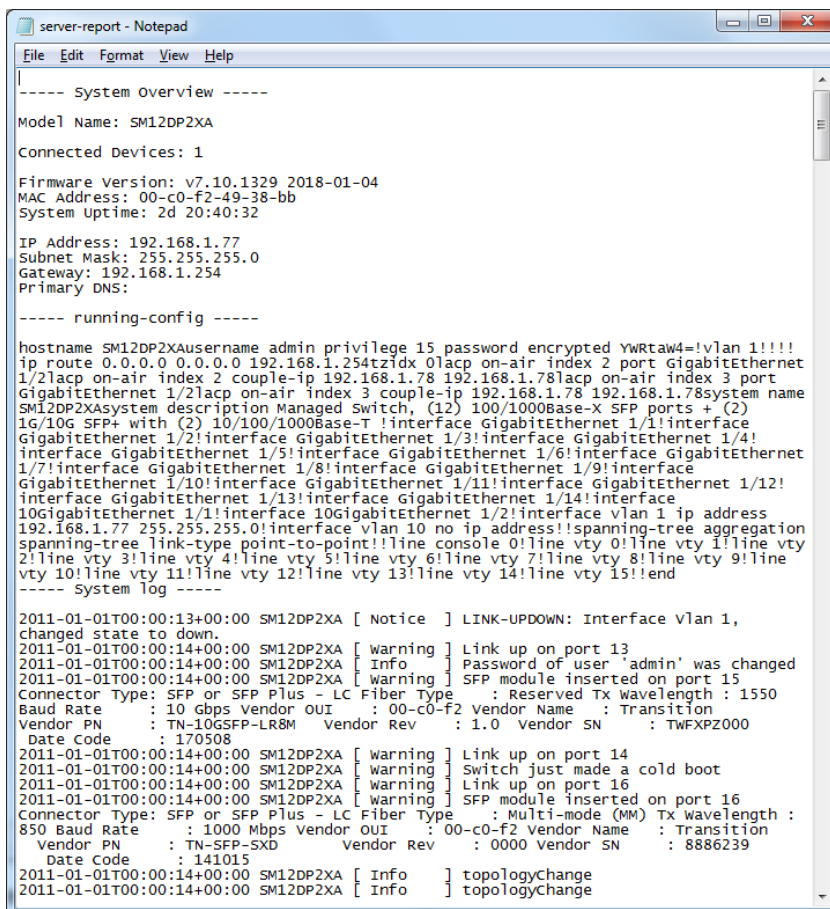 server-report - Notepad
File Edit Format View Help
----- System Overview -----
Model Name: SM12DP2XA
Connected Devices: 1
Firmware Version: v7.10.1329 2018-01-04
MAC Address: 00-c0-f2-49-38-bb
System Uptime: 2d 20:40:32
IP Address: 192.168.1.77
Subnet Mask: 255.255.255.0
Gateway: 192.168.1.254
Primary DNS:
----- running-config -----
hostname SM12DP2XAusername admin privilege 15 password encrypted YWRtaW4=!vlan 1!!!!
ip route 0.0.0.0 0.0.0.0 192.168.1.254tzidx 0lacp on-air index 2 port GigabitEthernet
1/2lacp on-air index 2 couple-ip 192.168.1.78 192.168.1.78lacp on-air index 3 port
GigabitEthernet 1/2lacp on-air index 3 couple-ip 192.168.1.78 192.168.1.78system name
SM12DP2XAsystem description Managed Switch, (12) 100/1000Base-X SFP ports + (2)
1G/10G SFP+ with (2) 10/100/1000Base-T !interface GigabitEthernet 1/1!interface
GigabitEthernet 1/2!interface GigabitEthernet 1/3!interface GigabitEthernet 1/4!
interface GigabitEthernet 1/5!interface GigabitEthernet 1/6!interface GigabitEthernet
1/7!interface GigabitEthernet 1/8!interface GigabitEthernet 1/9!interface
GigabitEthernet 1/10!interface GigabitEthernet 1/11!interface GigabitEthernet 1/12!
interface GigabitEthernet 1/13!interface GigabitEthernet 1/14!interface
10GigabitEthernet 1/1!interface 10GigabitEthernet 1/2!interface vlan 1 ip address
192.168.1.77 255.255.255.0!interface vlan 10 no ip address!!spanning-tree aggregation
spanning-tree link-type point-to-point!!line console 0!line vty 0!line vty 1!line vty
2!line vty 3!line vty 4!line vty 5!line vty 6!line vty 7!line vty 8!line vty 9!line
vty 10!line vty 11!line vty 12!line vty 13!line vty 14!line vty 15!!end
----- System log -----
2011-01-01T00:00:13+00:00 SM12DP2XA [ Notice ] LINK-UPDOWN: Interface Vlan 1,
changed state to down.
2011-01-01T00:00:14+00:00 SM12DP2XA [ Warning ] Link up on port 13
2011-01-01T00:00:14+00:00 SM12DP2XA [ Info ] Password of user 'admin' was changed
2011-01-01T00:00:14+00:00 SM12DP2XA [ Warning ] SFP module inserted on port 15
Connector Type: SFP or SFP Plus - LC Fiber Type : Reserved Tx Wavelength : 1550
Baud Rate : 10 Gbps Vendor OUI : 00-c0-f2 Vendor Name : Transition
Vendor PN : TN-10GSFP-LR8M Vendor Rev : 1.0 Vendor SN : TWFXPZ000
Date Code : 170508
2011-01-01T00:00:14+00:00 SM12DP2XA [ Warning ] Link up on port 14
2011-01-01T00:00:14+00:00 SM12DP2XA [ Warning ] Switch just made a cold boot
2011-01-01T00:00:14+00:00 SM12DP2XA [ Warning ] Link up on port 16
2011-01-01T00:00:14+00:00 SM12DP2XA [ Warning ] SFP module inserted on port 16
Connector Type: SFP or SFP Plus - LC Fiber Type : Multi-mode (MM) Tx Wavelength :
850 Baud Rate : 1000 Mbps Vendor OUI : 00-c0-f2 Vendor Name : Transition
Vendor PN : TN-SFP-SXD Vendor Rev : 0000 Vendor SN : 8886239
Date Code : 141015
2011-01-01T00:00:14+00:00 SM12DP2XA [ Info ] topologyChange
2011-01-01T00:00:14+00:00 SM12DP2XA [ Info ] topologyChange